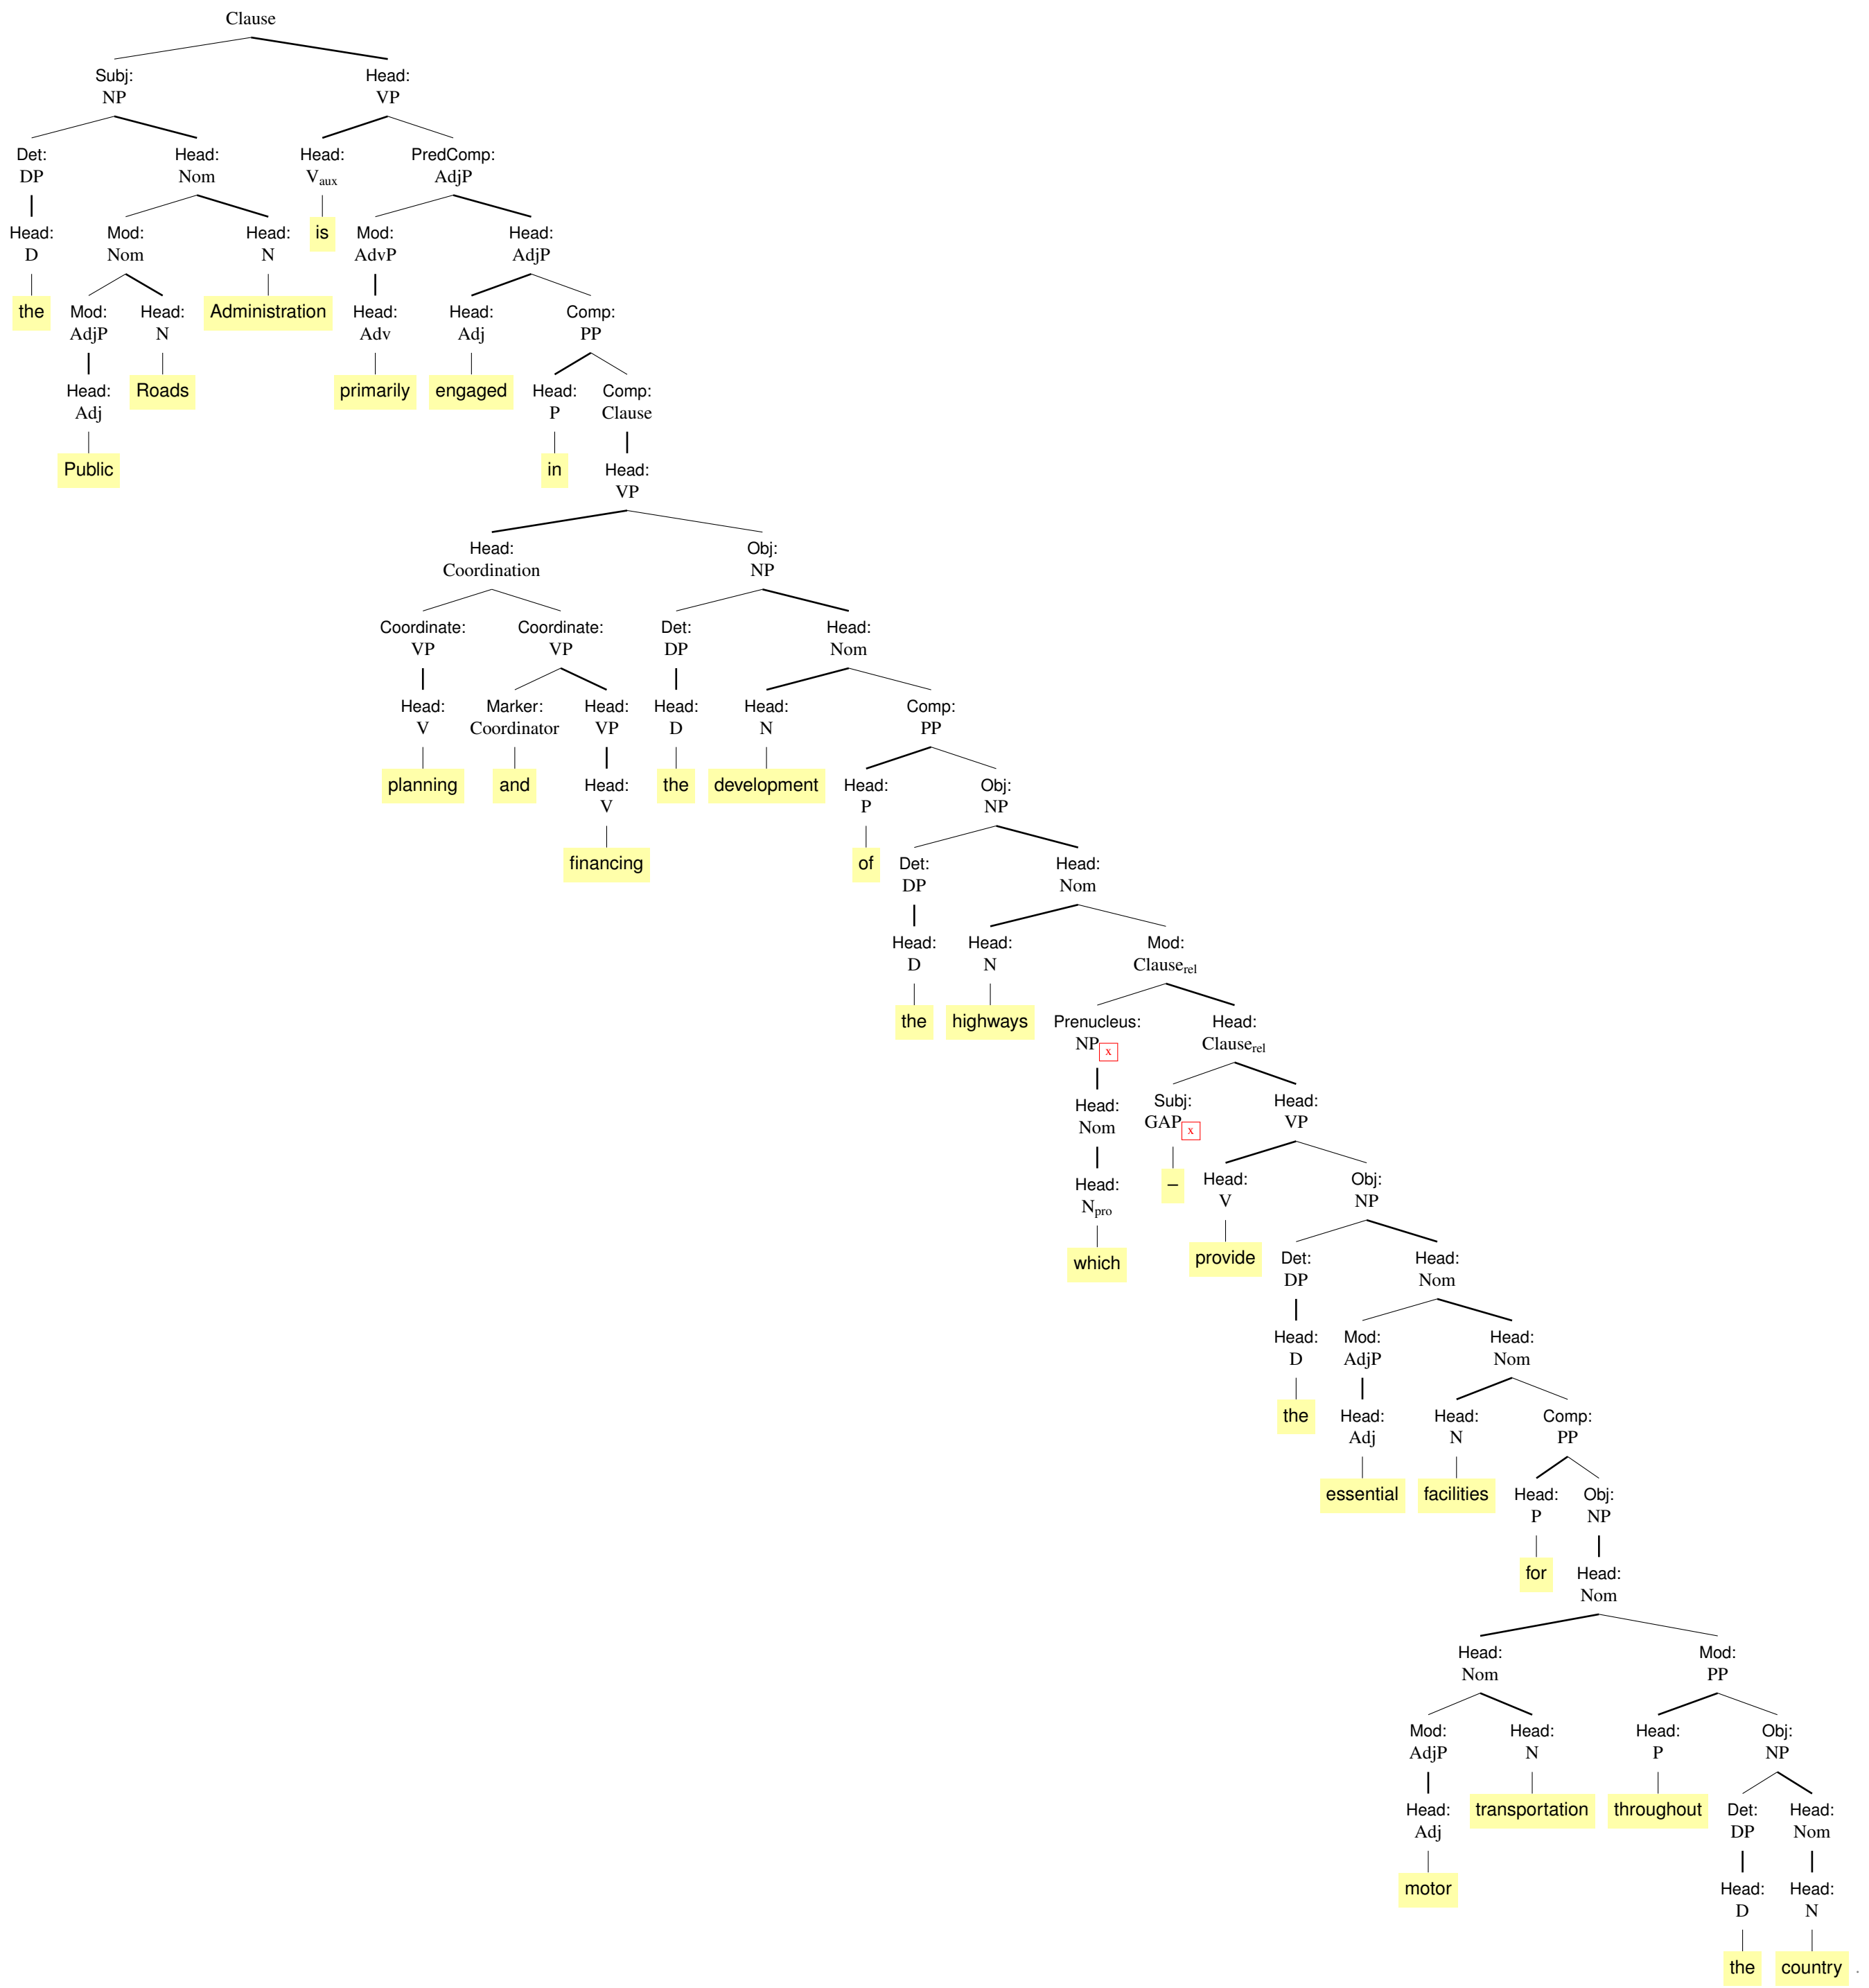 Clause
Subj: Head:
NP VP
Det: Head: Head: PredComp:
DP Nom Vaux AdjP
Head: Mod: Head: is Mod: Head:
D Nom N AdvP AdjP
the Mod: Head: Administration Head: Head: Comp:
AdjP N Adv Adj PP
Head: Roads primarily engaged Head: Comp:
Adj P Clause
Public in Head:
VP
Head: Obj:
Coordination NP
Coordinate: Coordinate: Det: Head:
VP VP DP Nom
Head: Marker: Head: Head: Head: Comp:
V Coordinator VP D N PP
planning and Head: the development Head: Obj:
V P NP
financing of Det: Head:
DP Nom
Head: Head: Mod:
D N Clauserel
the highways Prenucleus: Head:
NPx Clauserel
Head: Subj: Head:
Nom GAPx VP
Head: – Head: Obj:
Npro V NP
which provide Det: Head:
DP Nom
Head: Mod: Head:
D AdjP Nom
the Head: Head: Comp:
Adj N PP
essential facilities Head: Obj:
P NP
for Head:
Nom
Head: Mod:
Nom PP
Mod: Head: Head: Obj:
AdjP N P NP
Head: transportation throughout Det: Head:
Adj DP Nom
motor Head: Head:
D N
the country .